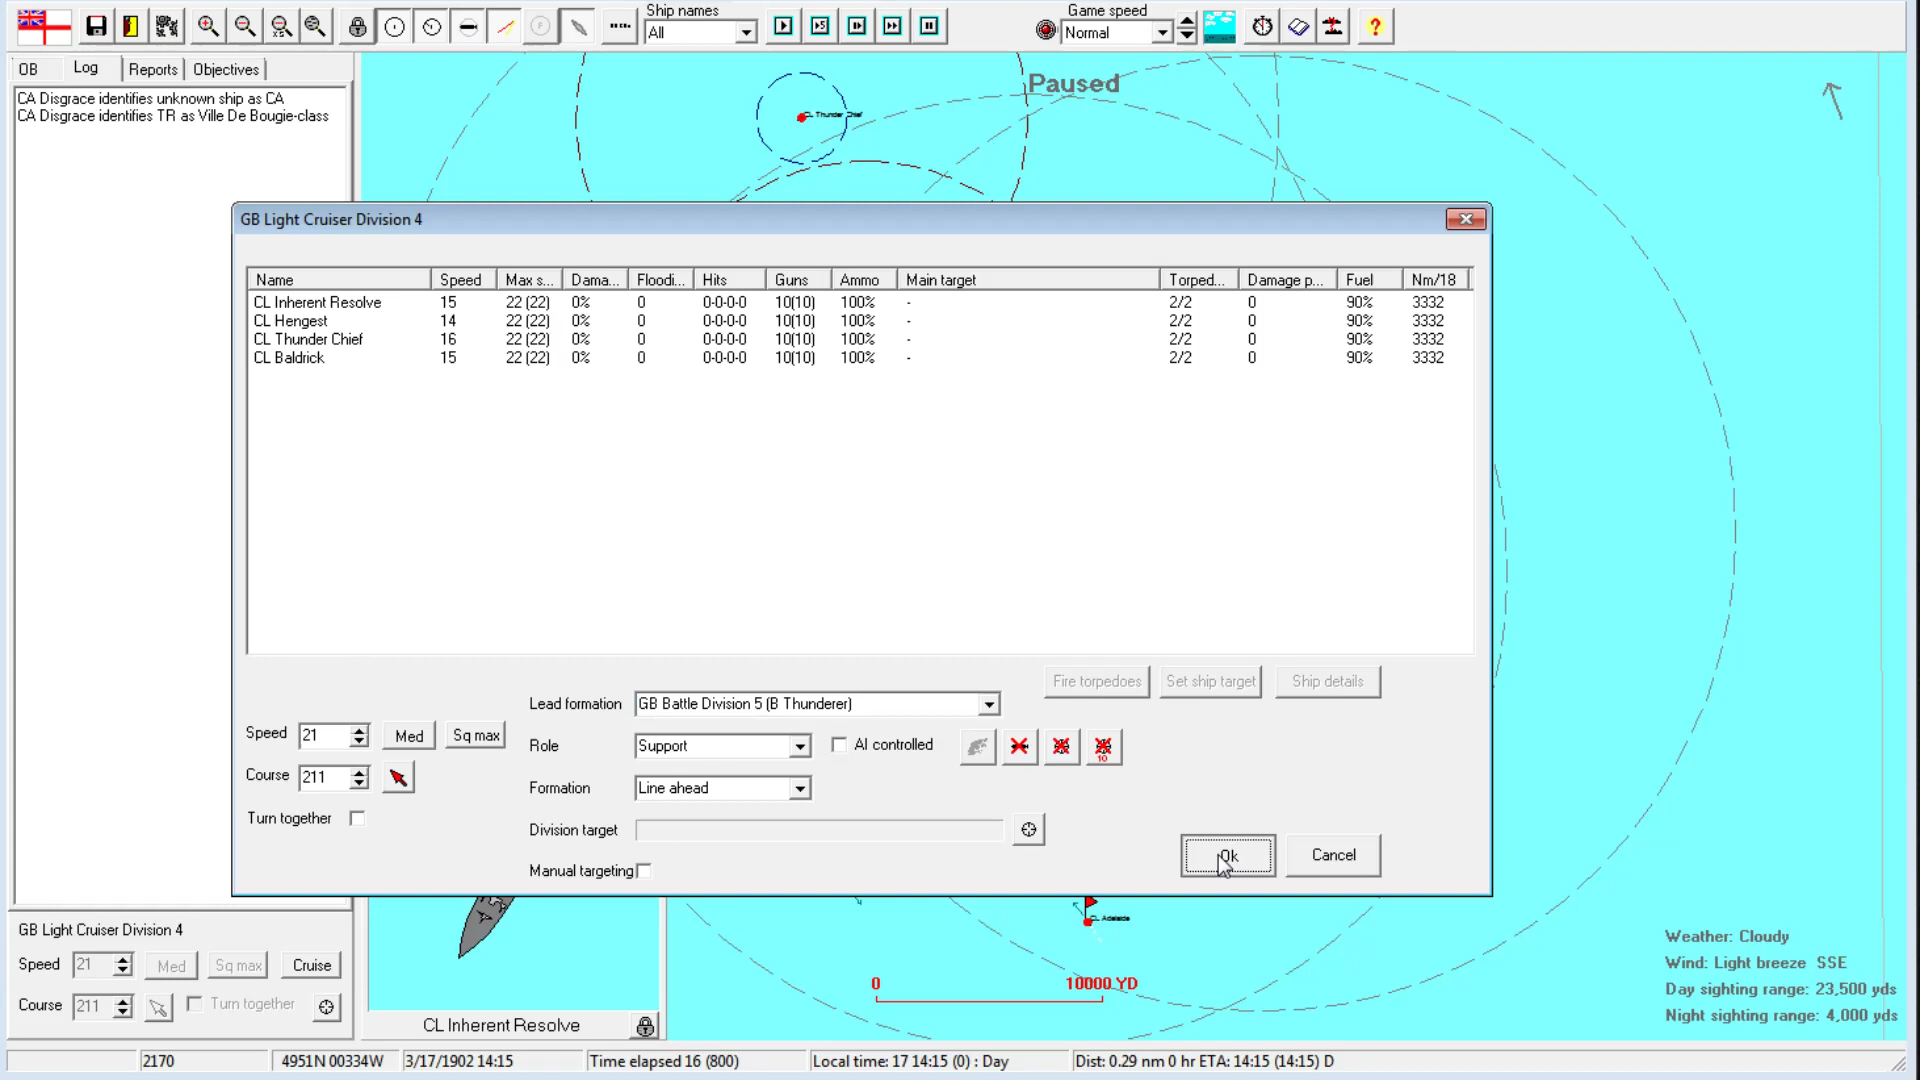 Ship names
All
Game speed
Normal
OB Log Reports Objectives
CA Disgrace identifies unknown ship as CA
CA Disgrace identifies TR as Ville De Bougie-class
Paused
CL Thunder Chief
GB Light Cruiser Division 4
Name Speed Max s... Dama... Floodi... Hits Guns Ammo Main target Torped... Damage p... Fuel Nm/18
CL Inherent Resolve 15 22 (22) 0% 0 0-0-0-0 10(10) 100% - 2/2 0 90% 3332
CL Hengest 14 22 (22) 0% 0 0-0-0-0 10(10) 100% - 2/2 0 90% 3332
CL Thunder Chief 16 22 (22) 0% 0 0-0-0-0 10(10) 100% - 2/2 0 90% 3332
CL Baldrick 15 22 (22) 0% 0 0-0-0-0 10(10) 100% - 2/2 0 90% 3332
Fire torpedoes Set ship target Ship details
Lead formation GB Battle Division 5 (B Thunderer)
Speed 21 Med Sq max
Role Support AI controlled
10
Course 211
Formation Line ahead
Turn together
Division target
Manual targeting
Ok Cancel
CL Adelaide
GB Light Cruiser Division 4
Speed 21 Med Sq max Cruise
Course 211 Turn together
CL Inherent Resolve
0 10000 YD
Weather: Cloudy
Wind: Light breeze SSE
Day sighting range: 23,500 yds
Night sighting range: 4,000 yds
2170 4951N 00334W 3/17/1902 14:15 Time elapsed 16 (800) Local time: 17 14:15 (0) : Day Dist: 0.29 nm 0 hr ETA: 14:15 (14:15) D